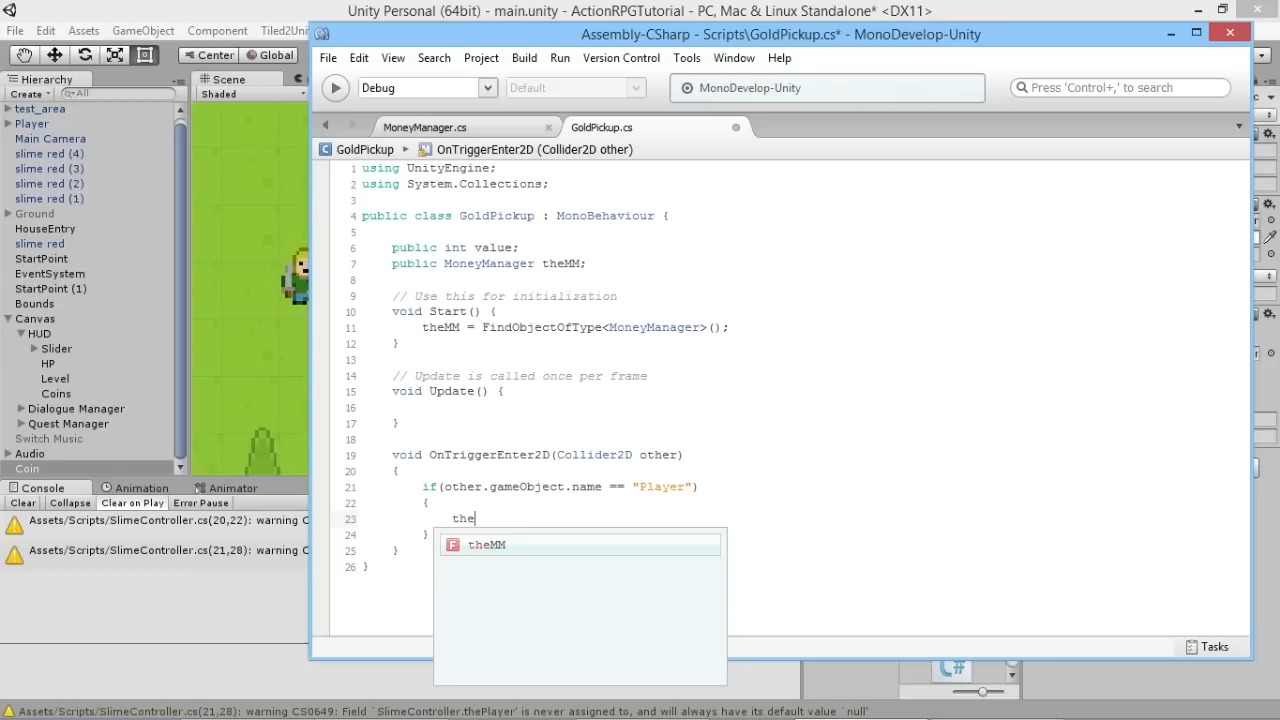 Unity Personal (64bit) - main.unity - ActionRPGTutorial - PC, Mac & Linux Standalone* <DX11>
File Edit Assets GameObject Component Tiled2Uni
Center Global
Hierarchy
Create All
test_area
Player
Main Camera
slime red (4)
slime red (3)
slime red (2)
slime red (1)
Ground
HouseEntry
slime red
StartPoint
EventSystem
StartPoint (1)
Bounds
Canvas
HUD
Slider
HP
Level
Coins
Dialogue Manager
Quest Manager
Switch Music
Audio
Coin
Scene
Shaded
Console Animation Animator
Clear Collapse Clear on Play Error Pause
Assets/Scripts/SlimeController.cs(20,22): warning C
Assets/Scripts/SlimeController.cs(21,28): warning C
Assembly-CSharp - Scripts\GoldPickup.cs* - MonoDevelop-Unity
File Edit View Search Project Build Run Version Control Tools Window Help
Debug Default MonoDevelop-Unity Press 'Control+,' to search
MoneyManager.cs GoldPickup.cs
GoldPickup OnTriggerEnter2D (Collider2D other)
1 using UnityEngine;
2 using System.Collections;
3
4 public class GoldPickup : MonoBehaviour {
5
6 public int value;
7 public MoneyManager theMM;
8
9 // Use this for initialization
10 void Start() {
11 theMM = FindObjectOfType<MoneyManager>();
12 }
13
14 // Update is called once per frame
15 void Update() {
16
17 }
18
19 void OnTriggerEnter2D(Collider2D other)
20 {
21 if(other.gameObject.name == "Player")
22 {
23 the
24 }
25 }
26 }
theMM
Tasks
C#
Assets/Scripts/SlimeController.cs(21,28): warning CS0649: Field `SlimeController.thePlayer' is never assigned to, and will always have its default value `null'